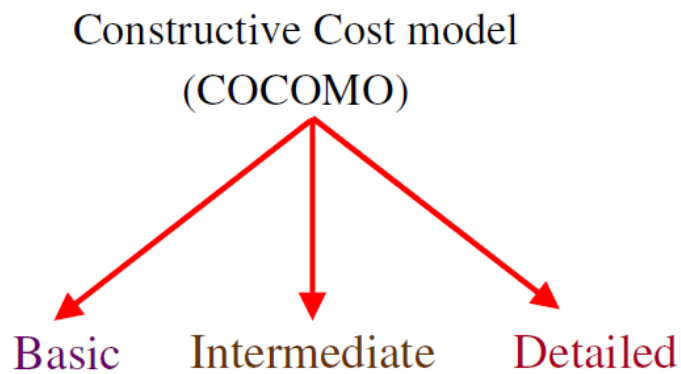 Constructive Cost model
(COCOMO)
Basic Intermediate Detailed